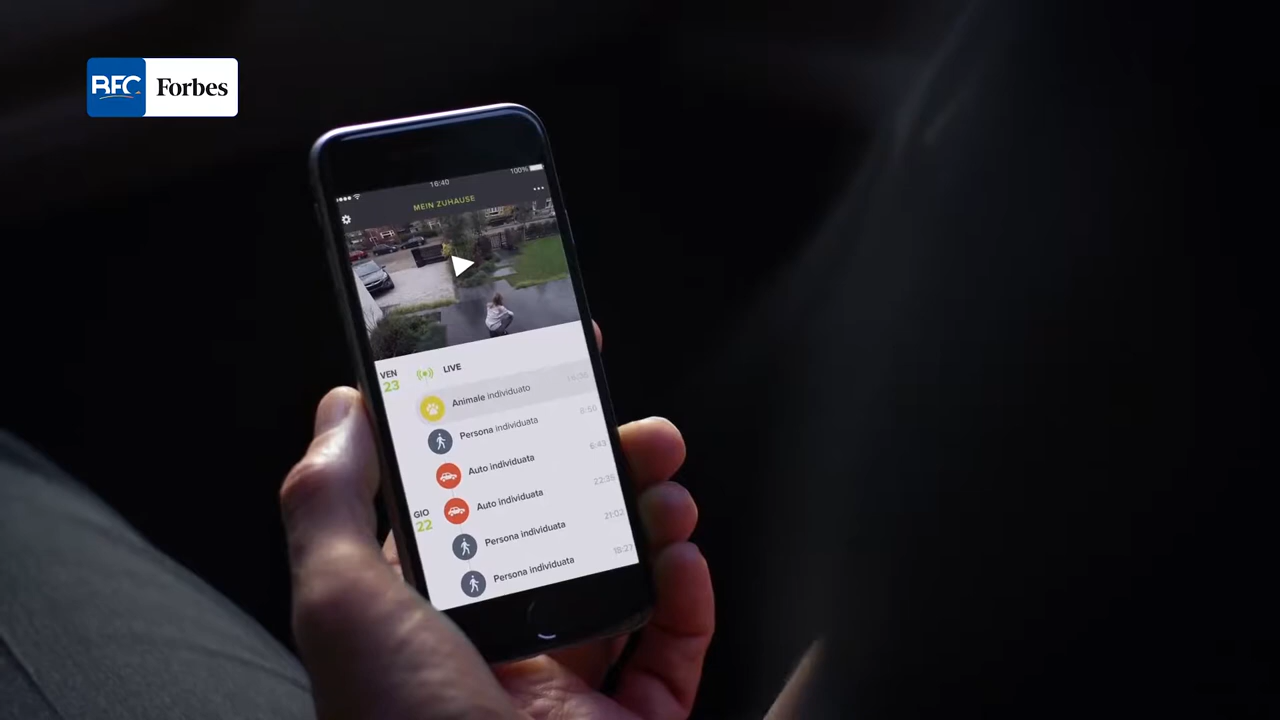 BFC Forbes
100%
16:40
MEIN ZUHAUSE
VEN
23
LIVE
Animale individuato 16:36
Persona individuata 8:50
Auto individuata 6:43
GIO
22
Auto individuata 22:35
Persona individuata 21:02
Persona individuata 18:27